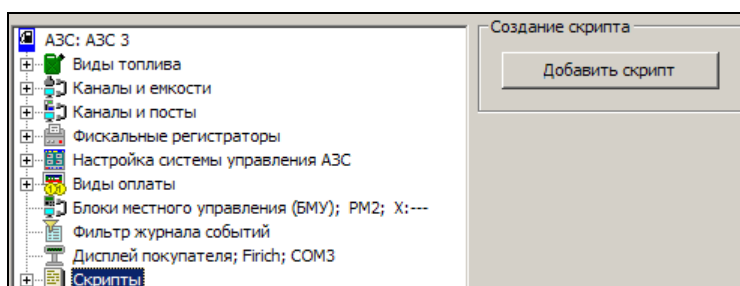 АЗС: АЗС 3
Виды топлива
Каналы и емкости
Каналы и посты
Фискальные регистраторы
Настройка системы управления АЗС
Виды оплаты
Блоки местного управления (БМУ); PM2; X:---
Фильтр журнала событий
Дисплей покупателя; Firich; COM3
Скрипты
Создание скрипта
Добавить скрипт